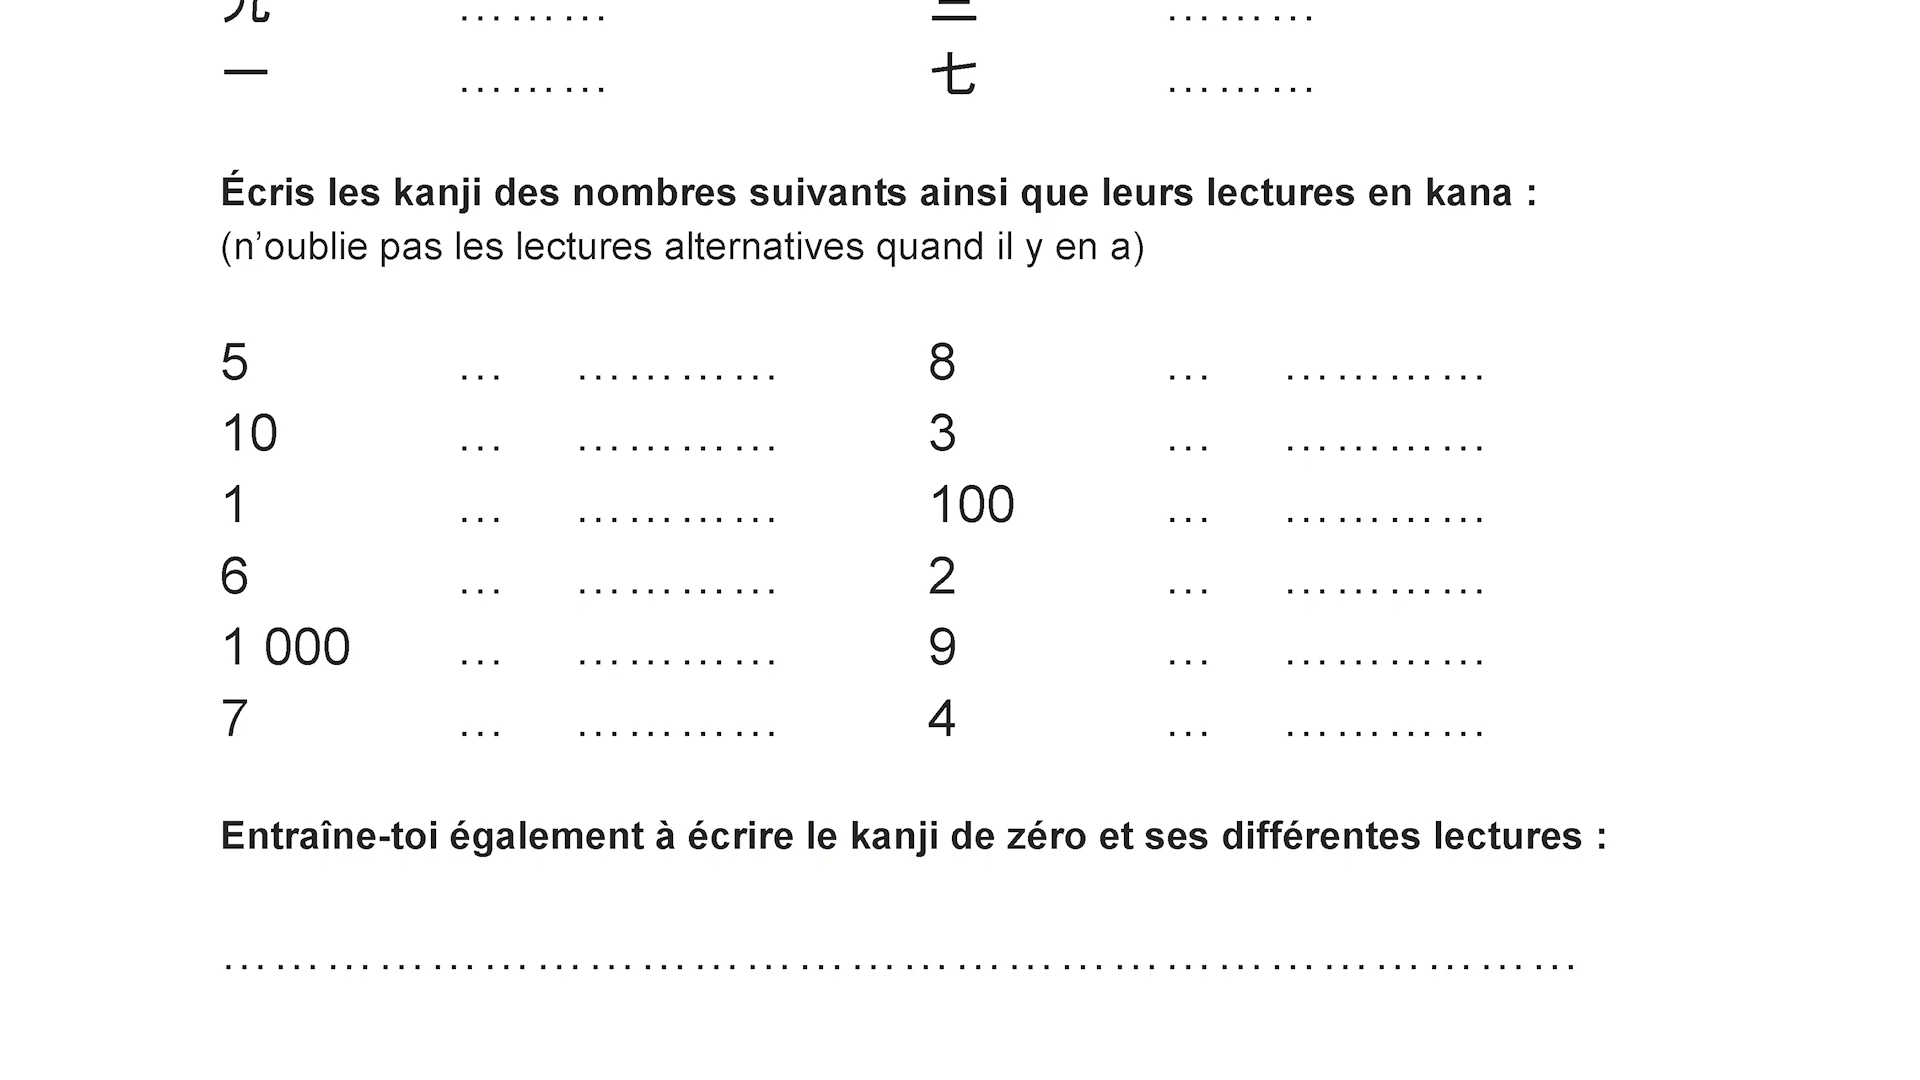 九 ……… 三 ………
一 ……… 七 ………
Écris les kanji des nombres suivants ainsi que leurs lectures en kana :
(n’oublie pas les lectures alternatives quand il y en a)
5 … ………… 8 … …………
10 … ………… 3 … …………
1 … ………… 100 … …………
6 … ………… 2 … …………
1 000 … ………… 9 … …………
7 … ………… 4 … …………
Entraîne-toi également à écrire le kanji de zéro et ses différentes lectures :
……………………………………………………………………………